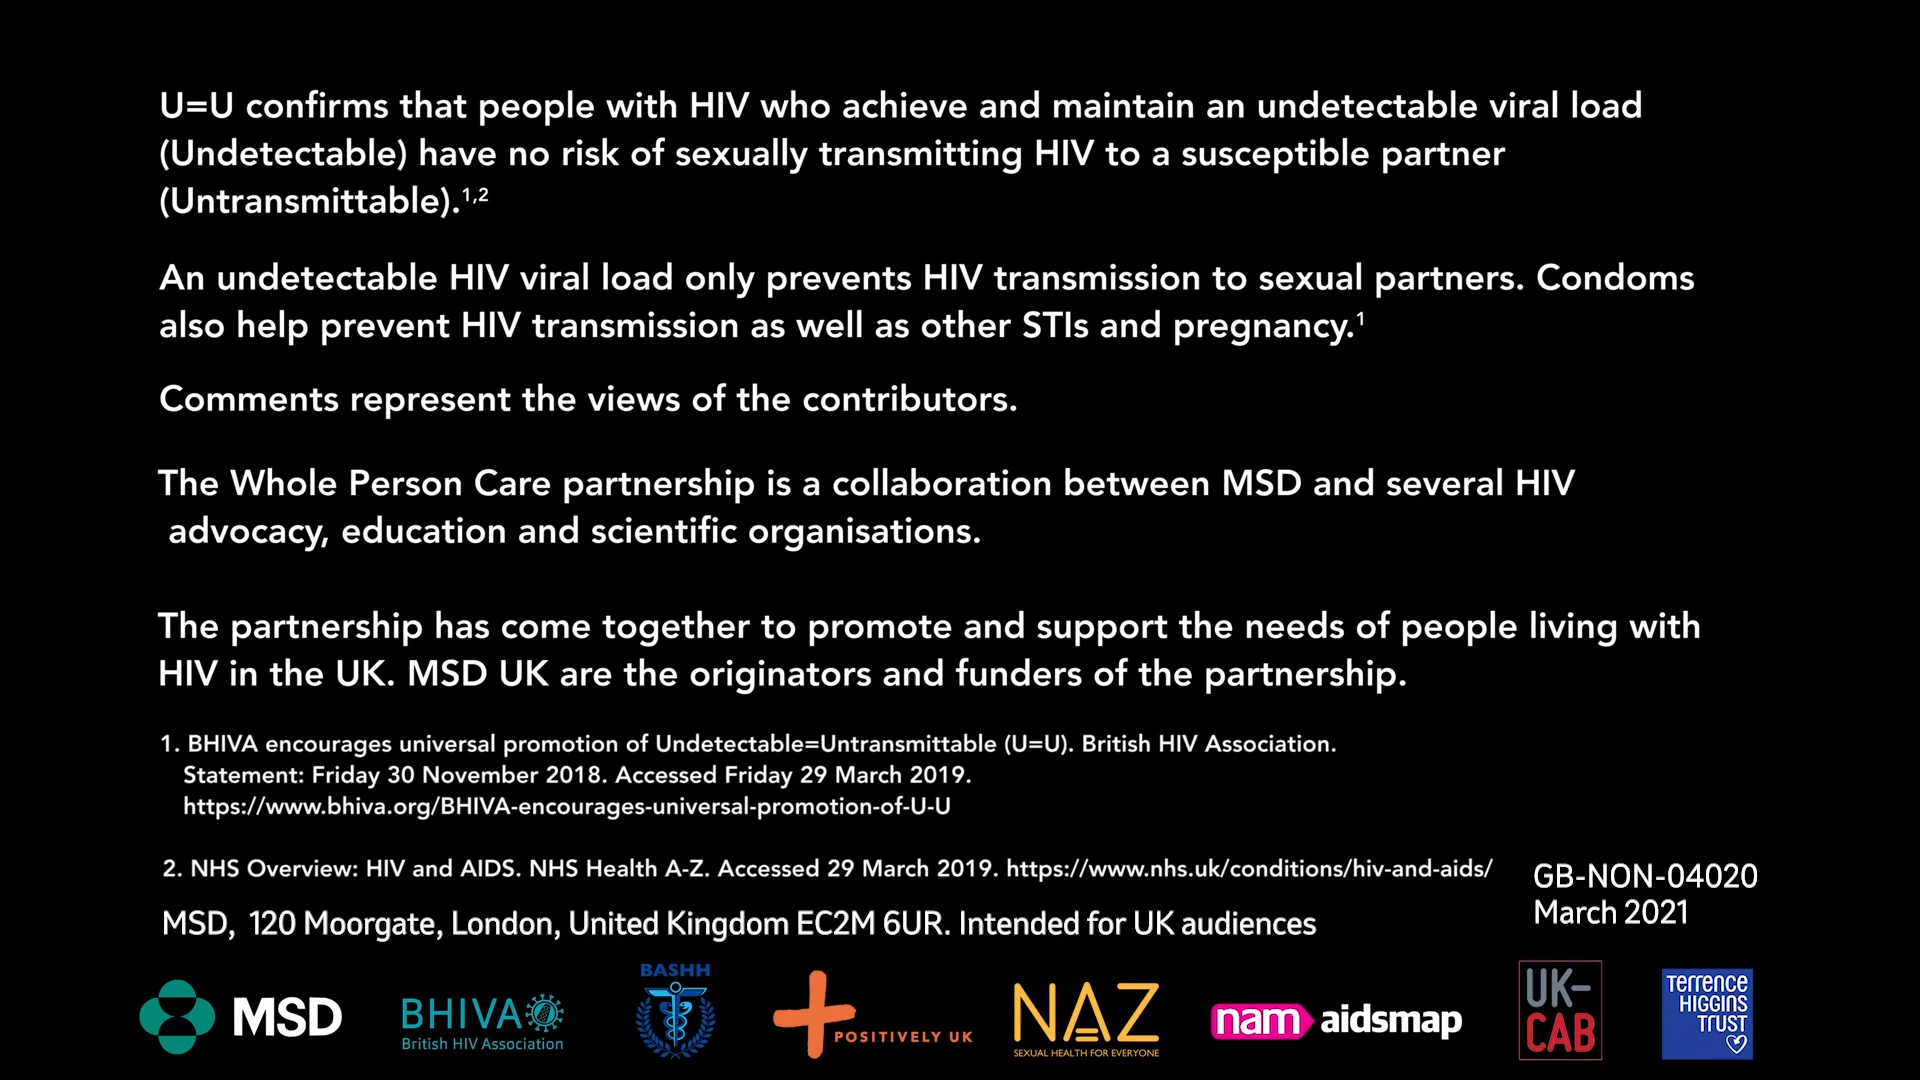 U=U confirms that people with HIV who achieve and maintain an undetectable viral load
(Undetectable) have no risk of sexually transmitting HIV to a susceptible partner
(Untransmittable).1,2
An undetectable HIV viral load only prevents HIV transmission to sexual partners. Condoms
also help prevent HIV transmission as well as other STIs and pregnancy.1
Comments represent the views of the contributors.
The Whole Person Care partnership is a collaboration between MSD and several HIV
advocacy, education and scientific organisations.
The partnership has come together to promote and support the needs of people living with
HIV in the UK. MSD UK are the originators and funders of the partnership.
1. BHIVA encourages universal promotion of Undetectable=Untransmittable (U=U). British HIV Association.
Statement: Friday 30 November 2018. Accessed Friday 29 March 2019.
https://www.bhiva.org/BHIVA-encourages-universal-promotion-of-U-U
2. NHS Overview: HIV and AIDS. NHS Health A-Z. Accessed 29 March 2019. https://www.nhs.uk/conditions/hiv-and-aids/
GB-NON-04020
March 2021
MSD, 120 Moorgate, London, United Kingdom EC2M 6UR. Intended for UK audiences
MSD
BHIVA
British HIV Association
BASHH
POSITIVELY UK
NAZ
SEXUAL HEALTH FOR EVERYONE
nam aidsmap
UK-
CAB
Terrence
HIGGINS
TRUST